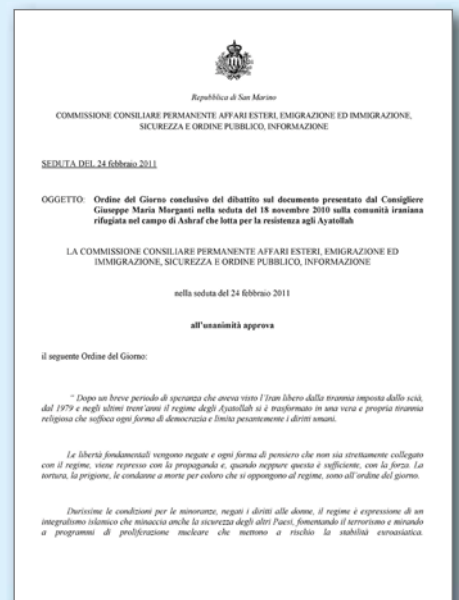 Repubblica di San Marino
COMMISSIONE CONSILIARE PERMANENTE AFFARI ESTERI, EMIGRAZIONE ED IMMIGRAZIONE,
SICUREZZA E ORDINE PUBBLICO, INFORMAZIONE
SEDUTA DEL 24 febbraio 2011
OGGETTO: Ordine del Giorno conclusivo del dibattito sul documento presentato dal Consigliere
Giuseppe Maria Morganti nella seduta del 18 novembre 2010 sulla comunità iraniana
rifugiata nel campo di Ashraf che lotta per la resistenza agli Ayatollah
LA COMMISSIONE CONSILIARE PERMANENTE AFFARI ESTERI, EMIGRAZIONE ED
IMMIGRAZIONE, SICUREZZA E ORDINE PUBBLICO, INFORMAZIONE
nella seduta del 24 febbraio 2011
all'unanimità approva
il seguente Ordine del Giorno:
" Dopo un breve periodo di speranza che aveva visto l'Iran libero dalla tirannia imposta dallo scià,
dal 1979 e negli ultimi trent'anni il regime degli Ayatollah si è trasformato in una vera e propria tirannia
religiosa che soffoca ogni forma di democrazia e limita pesantemente i diritti umani.
Le libertà fondamentali vengono negate e ogni forma di pensiero che non sia strettamente collegato
con il regime, viene represso con la propaganda e, quando neppure questa è sufficiente, con la forza. La
tortura, la prigione, le condanne a morte per coloro che si oppongono al regime, sono all'ordine del giorno.
Durissime le condizioni per le minoranze, negati i diritti alle donne, il regime è espressione di un
integralismo islamico che minaccia anche la sicurezza degli altri Paesi, fomentando il terrorismo e mirando
a programmi di proliferazione nucleare che mettono a rischio la stabilità euroasiatica.